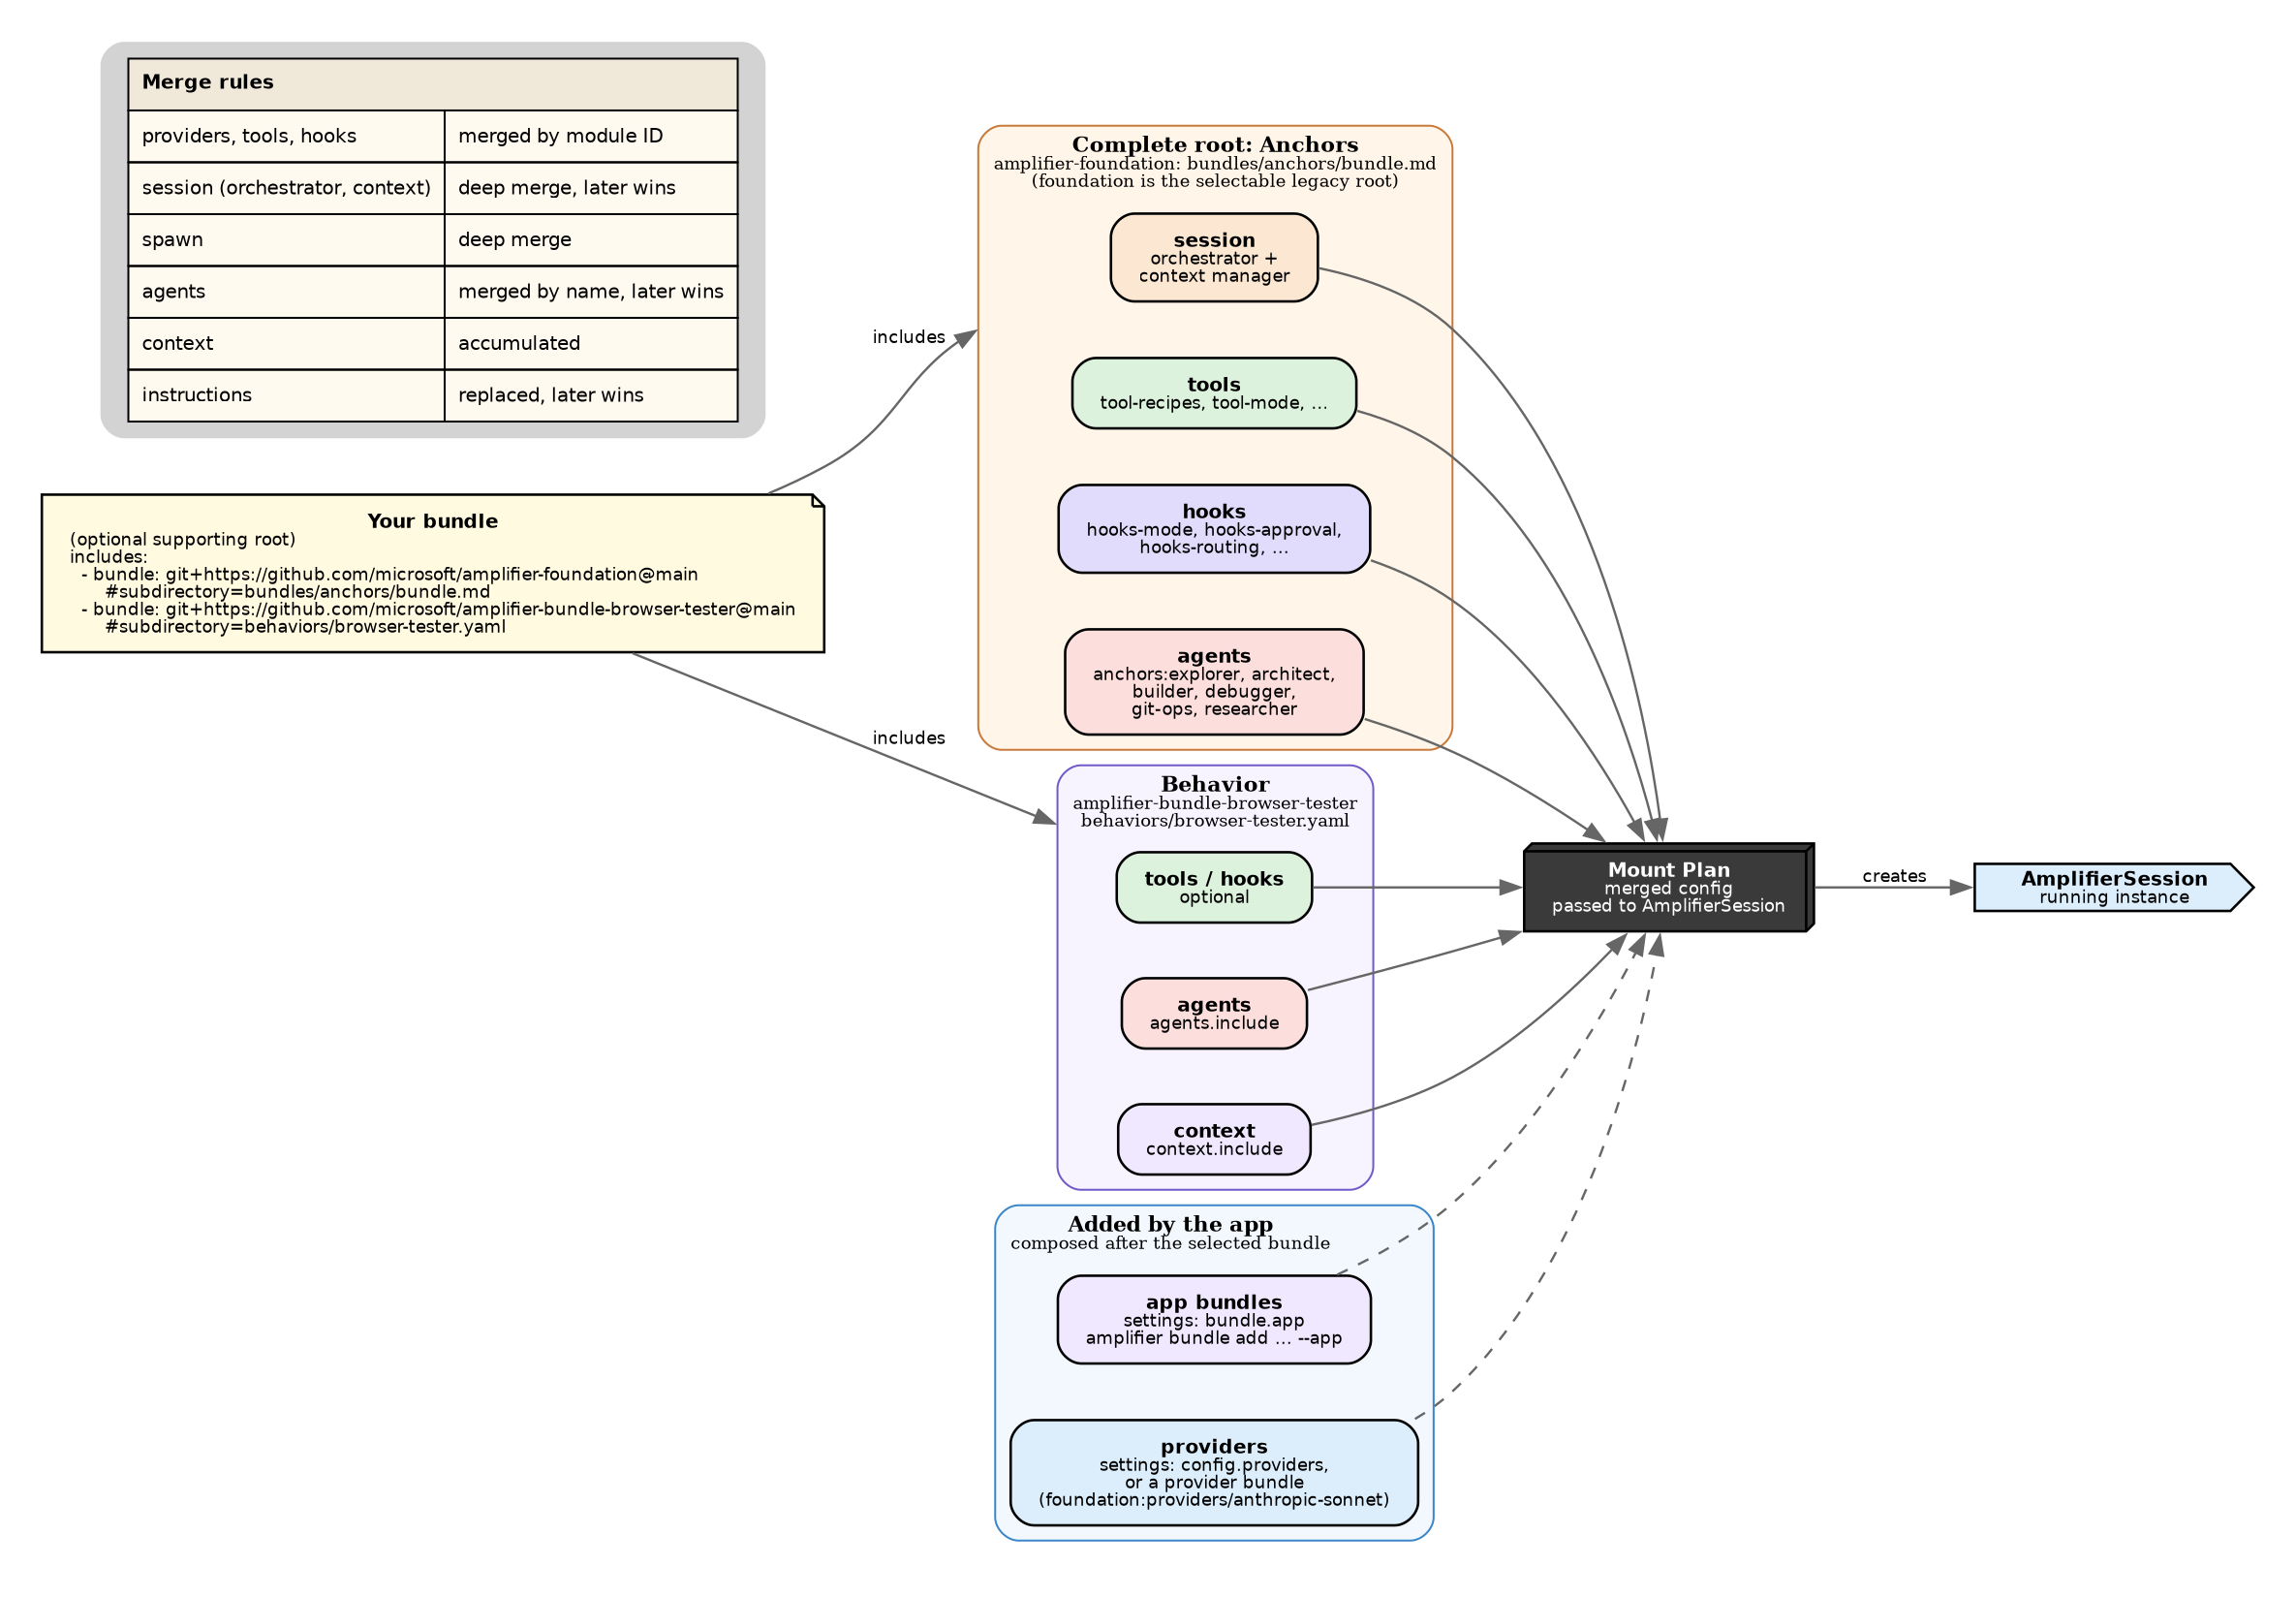 Merge rules
providers, tools, hooks	merged by module ID
session (orchestrator, context)	deep merge, later wins
spawn	deep merge
agents	merged by name, later wins
context	accumulated
instructions	replaced, later wins
Your bundle
(optional supporting root)
includes:
- bundle: git+https://github.com/microsoft/amplifier-foundation@main
#subdirectory=bundles/anchors/bundle.md
- bundle: git+https://github.com/microsoft/amplifier-bundle-browser-tester@main
#subdirectory=behaviors/browser-tester.yaml
includes
includes
Complete root: Anchors
amplifier-foundation: bundles/anchors/bundle.md
(foundation is the selectable legacy root)
session
orchestrator +
context manager
tools
tool-recipes, tool-mode, ...
hooks
hooks-mode, hooks-approval,
hooks-routing, ...
agents
anchors:explorer, architect,
builder, debugger,
git-ops, researcher
Behavior
amplifier-bundle-browser-tester
behaviors/browser-tester.yaml
tools / hooks
optional
agents
agents.include
context
context.include
Added by the app
composed after the selected bundle
app bundles
settings: bundle.app
amplifier bundle add ... --app
providers
settings: config.providers,
or a provider bundle
(foundation:providers/anthropic-sonnet)
Mount Plan
merged config
passed to AmplifierSession
creates
AmplifierSession
running instance